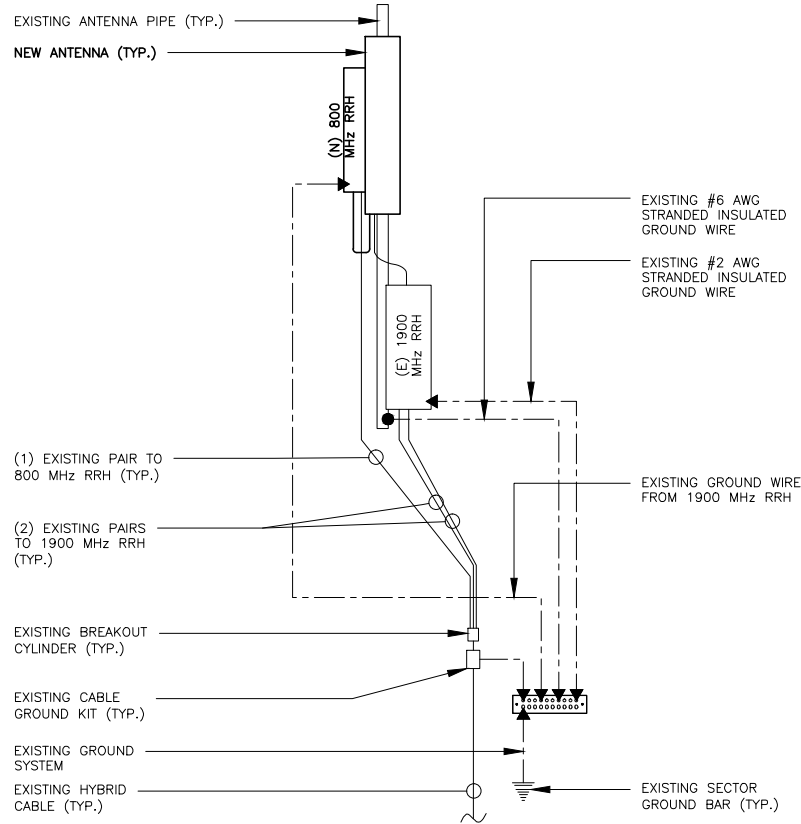 EXISTING ANTENNA PIPE (TYP.)
NEW ANTENNA (TYP.)
(N) 800
MHz RRH
EXISTING #6 AWG
STRANDED INSULATED
GROUND WIRE
EXISTING #2 AWG
STRANDED INSULATED
GROUND WIRE
(E) 1900
MHz RRH
(1) EXISTING PAIR TO
800 MHz RRH (TYP.)
EXISTING GROUND WIRE
FROM 1900 MHz RRH
(2) EXISTING PAIRS
TO 1900 MHz RRH
(TYP.)
EXISTING BREAKOUT
CYLINDER (TYP.)
EXISTING CABLE
GROUND KIT (TYP.)
EXISTING GROUND
SYSTEM
EXISTING HYBRID
CABLE (TYP.)
EXISTING SECTOR
GROUND BAR (TYP.)